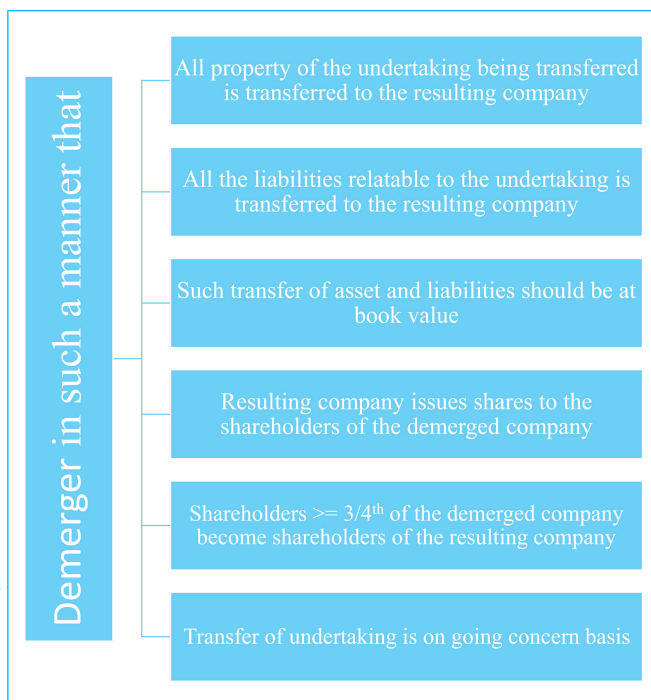 Demerger in such a manner that
All property of the undertaking being transferred
is transferred to the resulting company
All the liabilities relatable to the undertaking is
transferred to the resulting company
Such transfer of asset and liabilities should be at
book value
Resulting company issues shares to the
shareholders of the demerged company
Shareholders >= 3/4th of the demerged company
become shareholders of the resulting company
Transfer of undertaking is on going concern basis